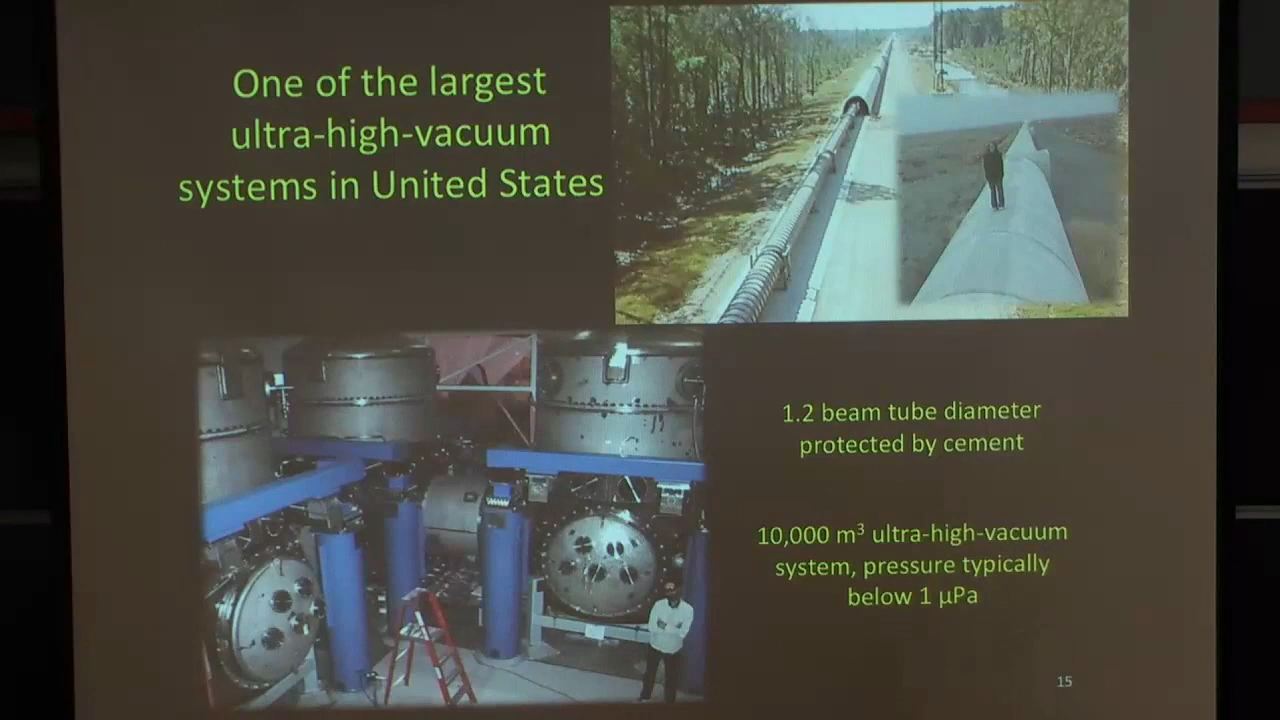 One of the largest
ultra-high-vacuum
systems in United States
1.2 beam tube diameter
protected by cement
10,000 m³ ultra-high-vacuum
system, pressure typically
below 1 µPa
15